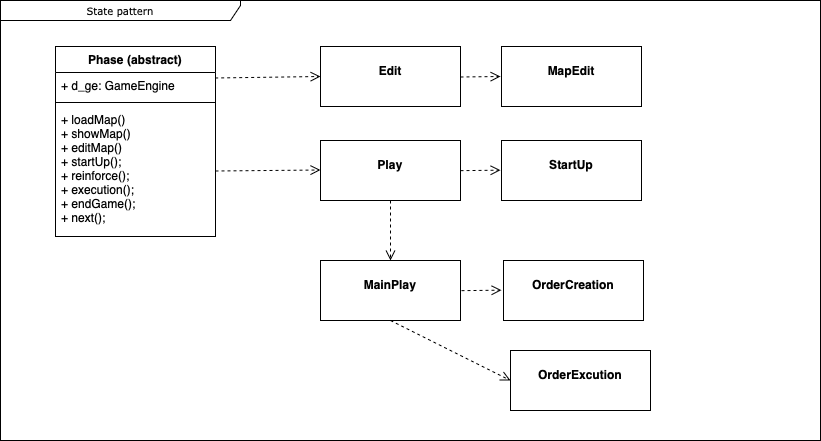 State pattern
Phase (abstract)
+ d_ge: GameEngine
+ loadMap()
+ showMap()
+ editMap()
+ startUp();
+ reinforce();
+ execution();
+ endGame();
+ next();
Edit
MapEdit
Play
StartUp
MainPlay
OrderCreation
OrderExcution